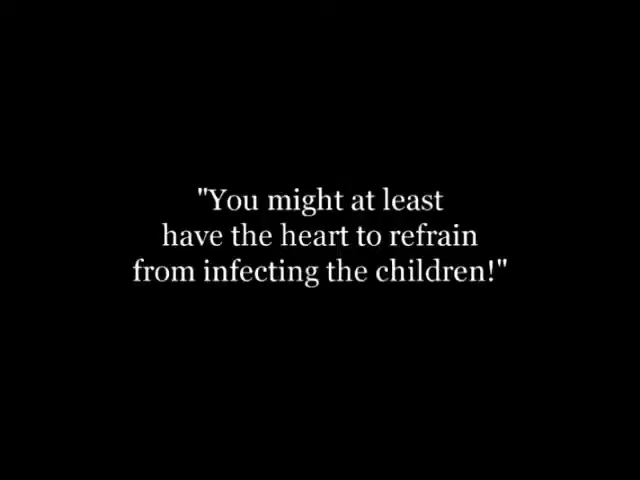 "You might at least
have the heart to refrain
from infecting the children!"